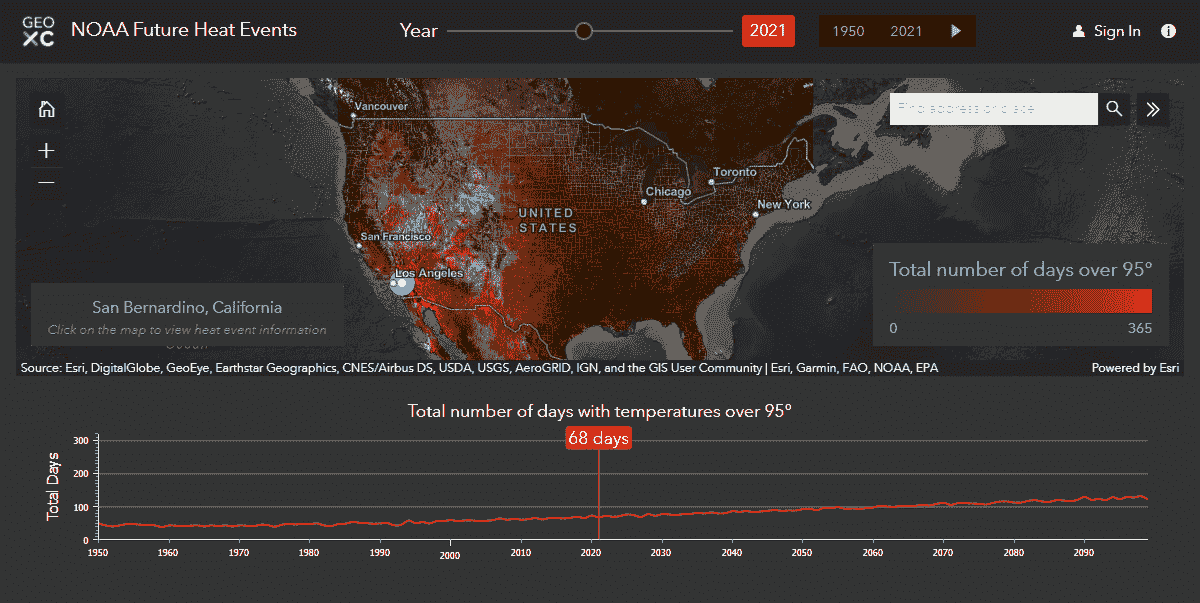 GEO
XC
NOAA Future Heat Events
Year
2021
1950 2021
Sign In
Vancouver
Find address or place
Toronto
Chicago
New York
UNITED
STATES
San Francisco
Los Angeles
San Bernardino, California
Click on the map to view heat event information
Total number of days over 95°
0 365
Source: Esri, DigitalGlobe, GeoEye, Earthstar Geographics, CNES/Airbus DS, USDA, USGS, AeroGRID, IGN, and the GIS User Community | Esri, Garmin, FAO, NOAA, EPA
Powered by Esri
Total number of days with temperatures over 95°
68 days
Total Days
300
200
100
0
1950 1960 1970 1980 1990 2000 2010 2020 2030 2040 2050 2060 2070 2080 2090